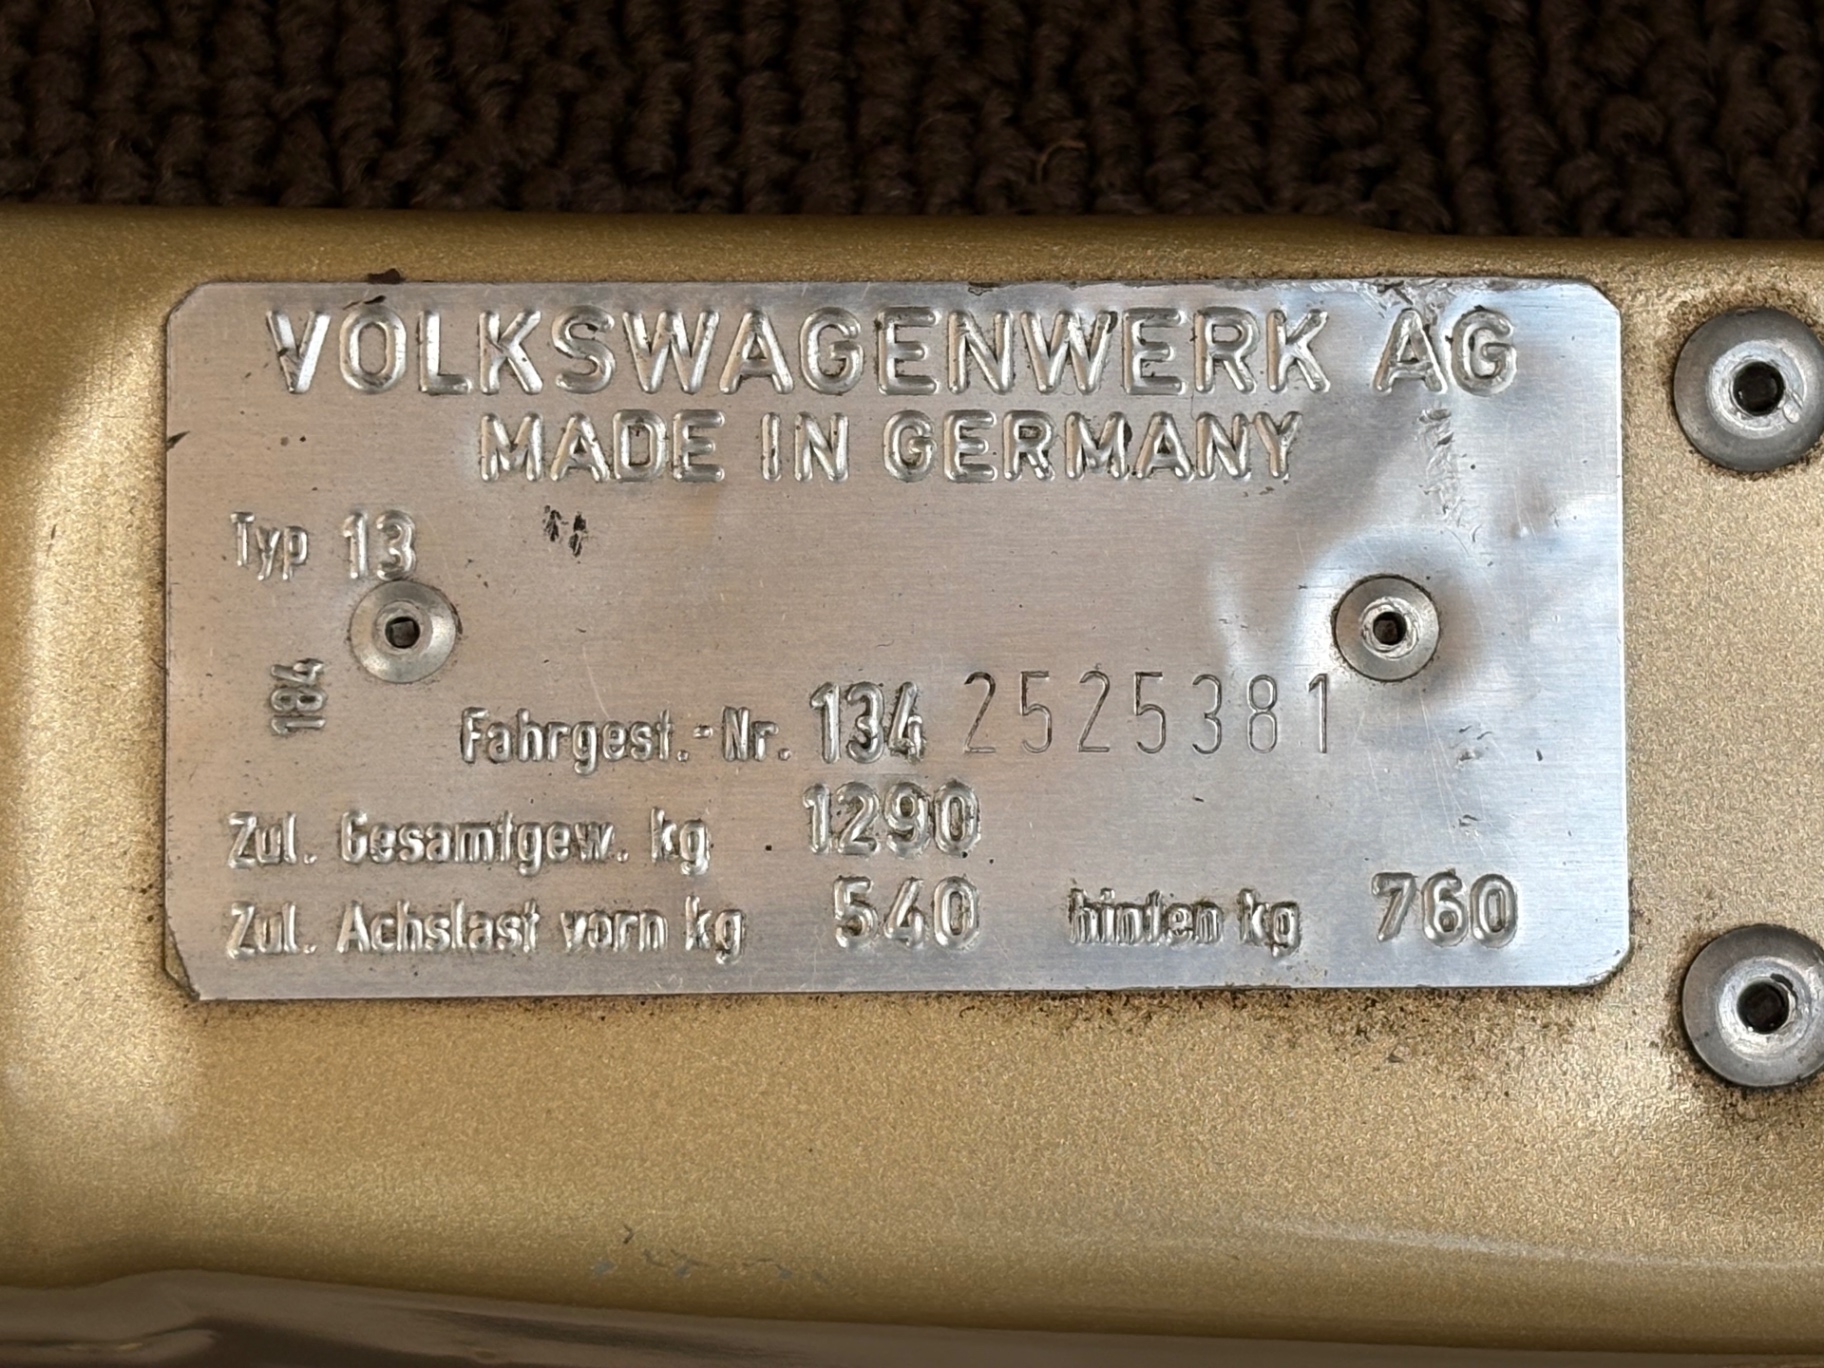 VOLKSWAGENWERK AG
MADE IN GERMANY
Typ 13
184
Fahrgest.-Nr. 134 2525381
Zul. Gesamtgew. kg 1290
Zul. Achslast vorn kg 540 hinten kg 760